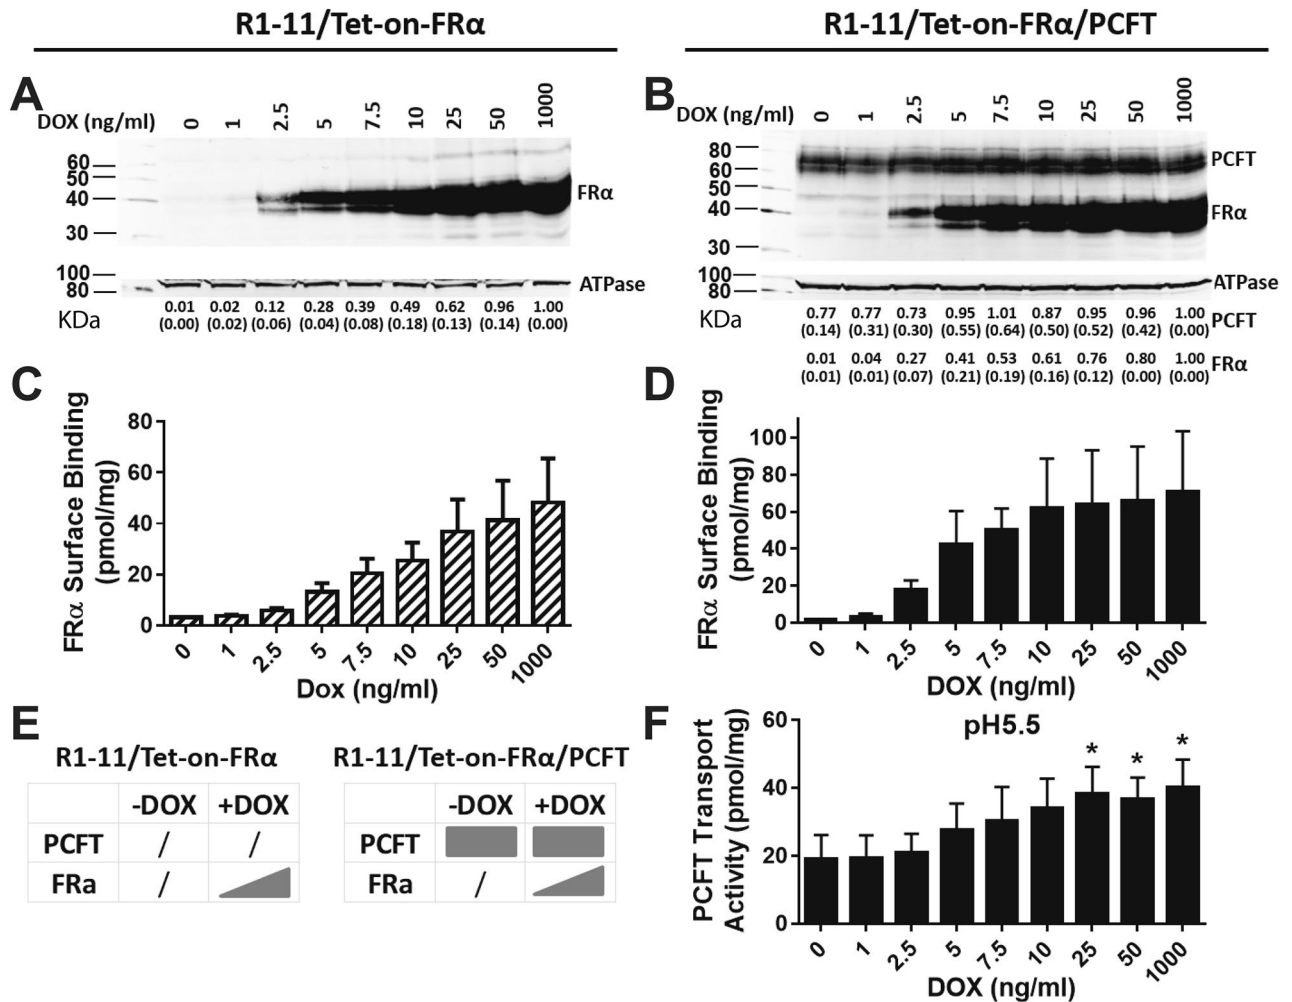 R1-11/Tet-on-FRα
R1-11/Tet-on-FRα/PCFT
A
DOX (ng/ml) 0 1 2.5 5 7.5 10 25 50 1000
60
50
40
30
FRα
100
80
ATPase
KDa
0.01 0.02 0.12 0.28 0.39 0.49 0.62 0.96 1.00
(0.00) (0.02) (0.06) (0.04) (0.08) (0.18) (0.13) (0.14) (0.00)
B
DOX (ng/ml) 0 1 2.5 5 7.5 10 25 50 1000
80
60
50
40
30
PCFT
FRα
100
80
ATPase
KDa
0.77 0.77 0.73 0.95 1.01 0.87 0.95 0.96 1.00
(0.14) (0.31) (0.30) (0.55) (0.64) (0.50) (0.52) (0.42) (0.00)
PCFT
0.01 0.04 0.27 0.41 0.53 0.61 0.76 0.80 1.00
(0.01) (0.01) (0.07) (0.21) (0.19) (0.16) (0.12) (0.00) (0.00)
FRα
C
FRα Surface Binding
(pmol/mg)
80
60
40
20
0
0 1 2.5 5 7.5 10 25 50 1000
Dox (ng/ml)
D
FRα Surface Binding
(pmol/mg)
100
80
60
40
20
0
0 1 2.5 5 7.5 10 25 50 1000
DOX (ng/ml)
E
R1-11/Tet-on-FRα
-DOX +DOX
PCFT / /
FRa /
R1-11/Tet-on-FRα/PCFT
-DOX +DOX
PCFT
FRa /
F
pH5.5
PCFT Transport
Activity (pmol/mg)
60
40
20
0
* * *
0 1 2.5 5 7.5 10 25 50 1000
DOX (ng/ml)